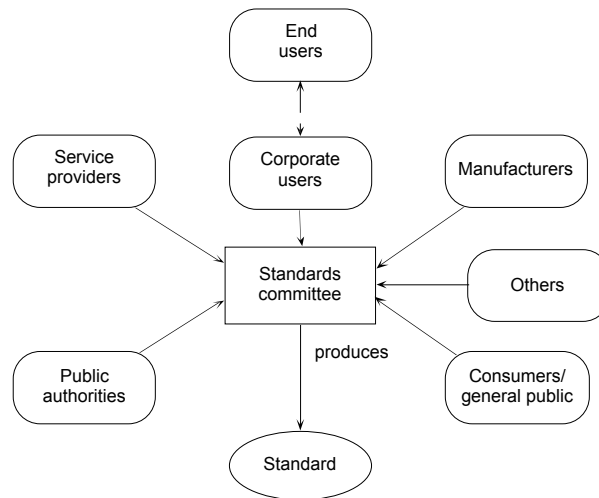 End
users
Service
providers
Corporate
users
Manufacturers
Standards
committee
Others
produces
Public
authorities
Consumers/
general public
Standard